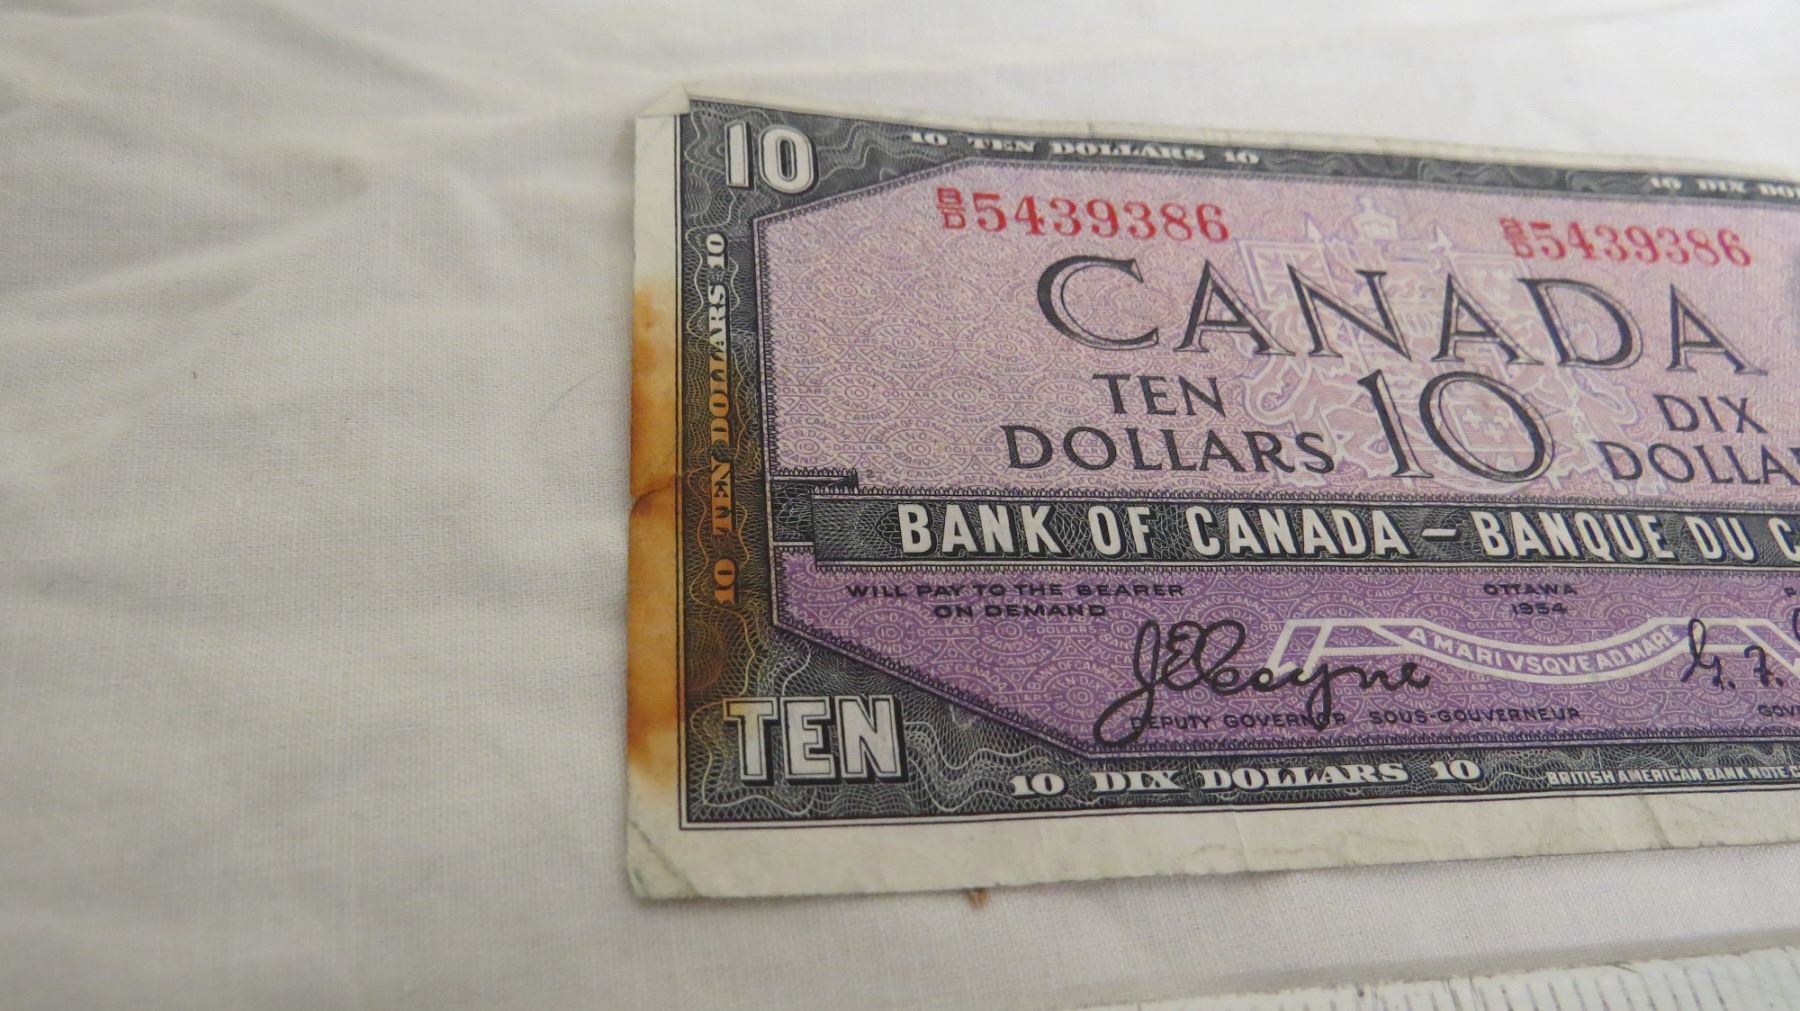 10
10 TEN DOLLARS 10
10 DIX
B/D 5439386
B/D 5439386
CANADA
TEN 10 DIX
DOLLARS
BANK OF CANADA – BANQUE DU
WILL PAY TO THE BEARER
ON DEMAND
OTTAWA
1954
J E Coyne
G. F.
A MARI VSQVE AD MARE
DEPUTY GOVERNOR SOUS-GOUVERNEUR
10 TEN DOLLARS 10
TEN
10 DIX DOLLARS 10
BRITISH AMERICAN BANK NOTE